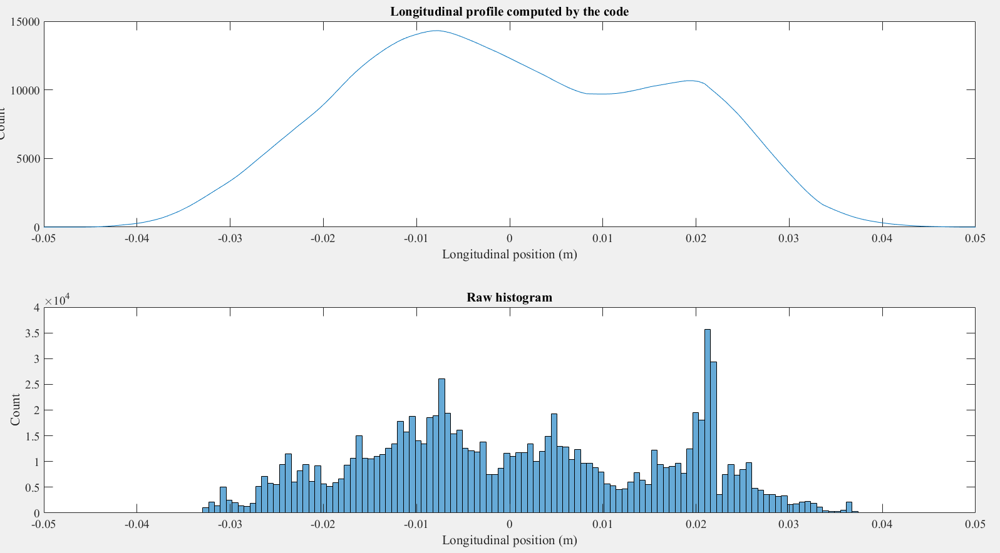 Longitudinal profile computed by the code
15000
10000
5000
0
Count
-0.05 -0.04 -0.03 -0.02 -0.01 0 0.01 0.02 0.03 0.04 0.05
Longitudinal position (m)
Raw histogram
×10⁴
4
3.5
3
2.5
2
1.5
1
0.5
0
Count
-0.05 -0.04 -0.03 -0.02 -0.01 0 0.01 0.02 0.03 0.04 0.05
Longitudinal position (m)